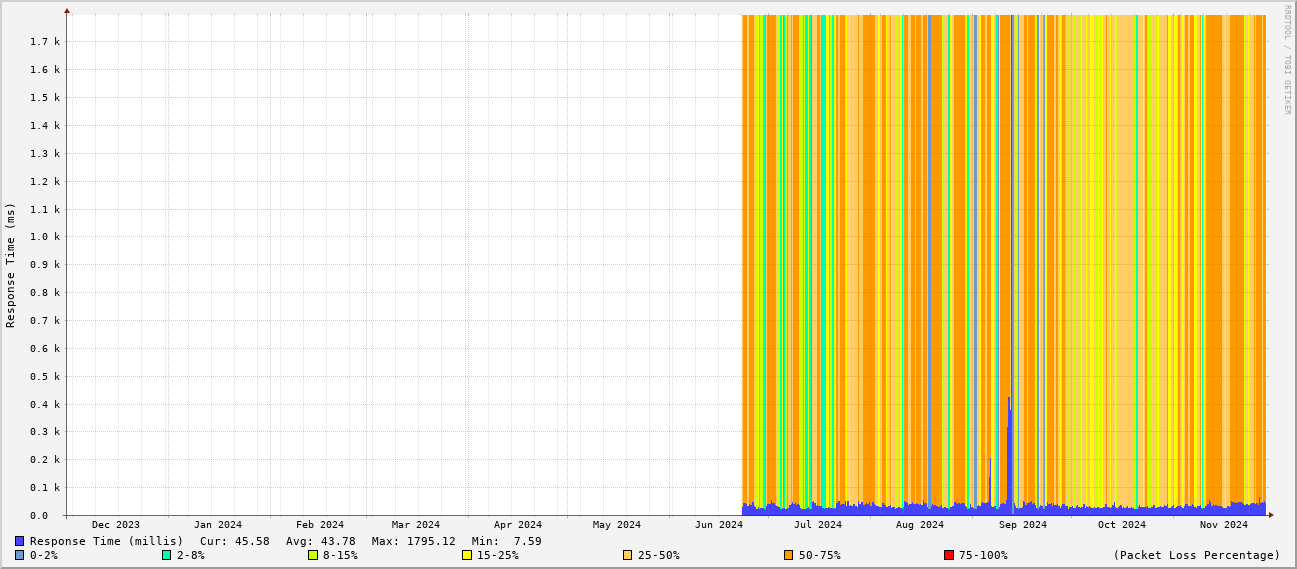 RRDTOOL / TOBI OETIKER
Response Time (ms)
1.7 k
1.6 k
1.5 k
1.4 k
1.3 k
1.2 k
1.1 k
1.0 k
0.9 k
0.8 k
0.7 k
0.6 k
0.5 k
0.4 k
0.3 k
0.2 k
0.1 k
0.0
Dec 2023 Jan 2024 Feb 2024 Mar 2024 Apr 2024 May 2024 Jun 2024 Jul 2024 Aug 2024 Sep 2024 Oct 2024 Nov 2024
Response Time (millis) Cur: 45.58 Avg: 43.78 Max: 1795.12 Min: 7.59
0-2% 2-8% 8-15% 15-25% 25-50% 50-75% 75-100% (Packet Loss Percentage)